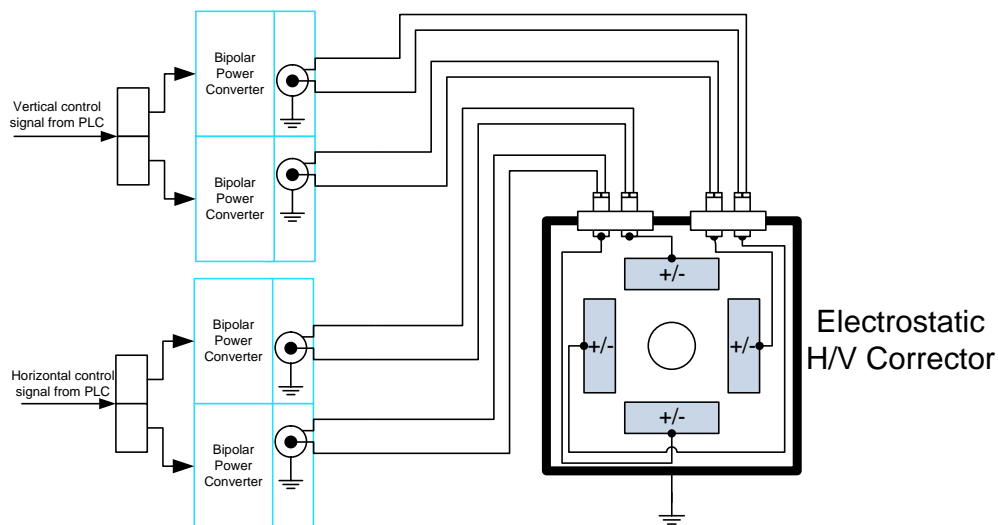 Vertical control
signal from PLC
Bipolar
Power
Converter
Bipolar
Power
Converter
Horizontal control
signal from PLC
Bipolar
Power
Converter
Bipolar
Power
Converter
+/-
+/-
+/-
+/-
Electrostatic
H/V Corrector